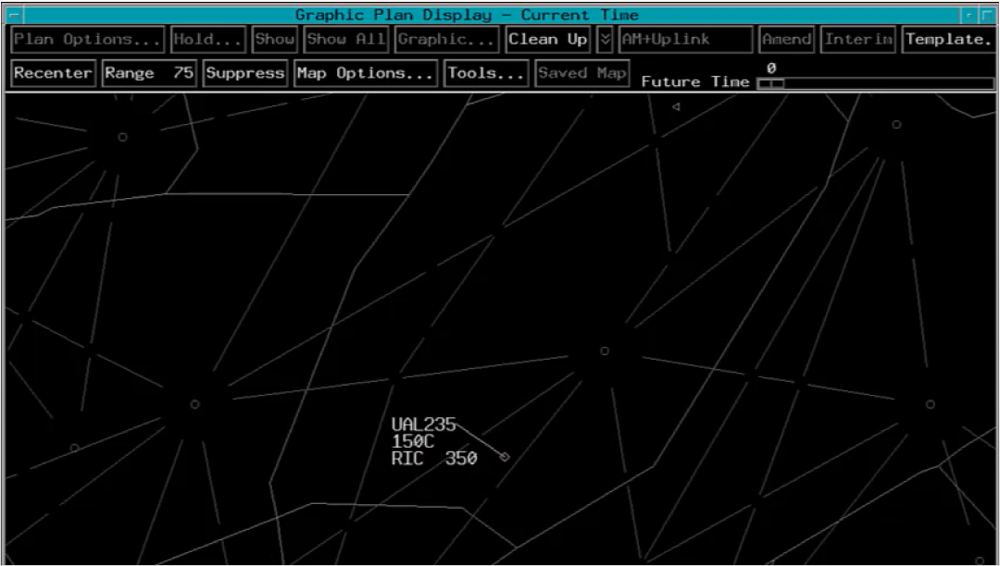 Graphic Plan Display - Current Time
Plan Options... Hold... Show Show All Graphic... Clean Up AM+Uplink Amend Interim Template.
Recenter Range 75 Suppress Map Options... Tools... Saved Map Future Time 0
UAL235
150C
RIC 350